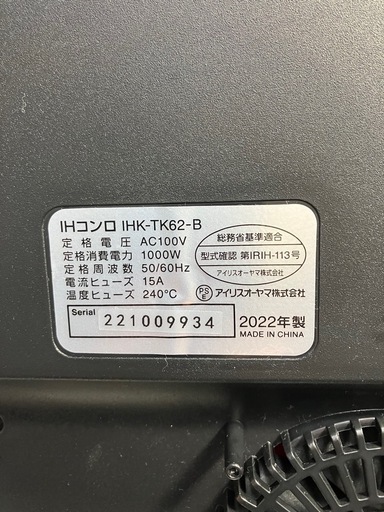 IHコンロ IHK-TK62-B
定格電圧 AC100V
定格消費電力 1000W
定格周波数 50/60Hz
電流ヒューズ 15A
温度ヒューズ 240℃
総務省基準適合
型式確認 第IRIH-113号
アイリスオーヤマ株式会社
PSE アイリスオーヤマ株式会社
Serial 221009934
2022年製
MADE IN CHINA